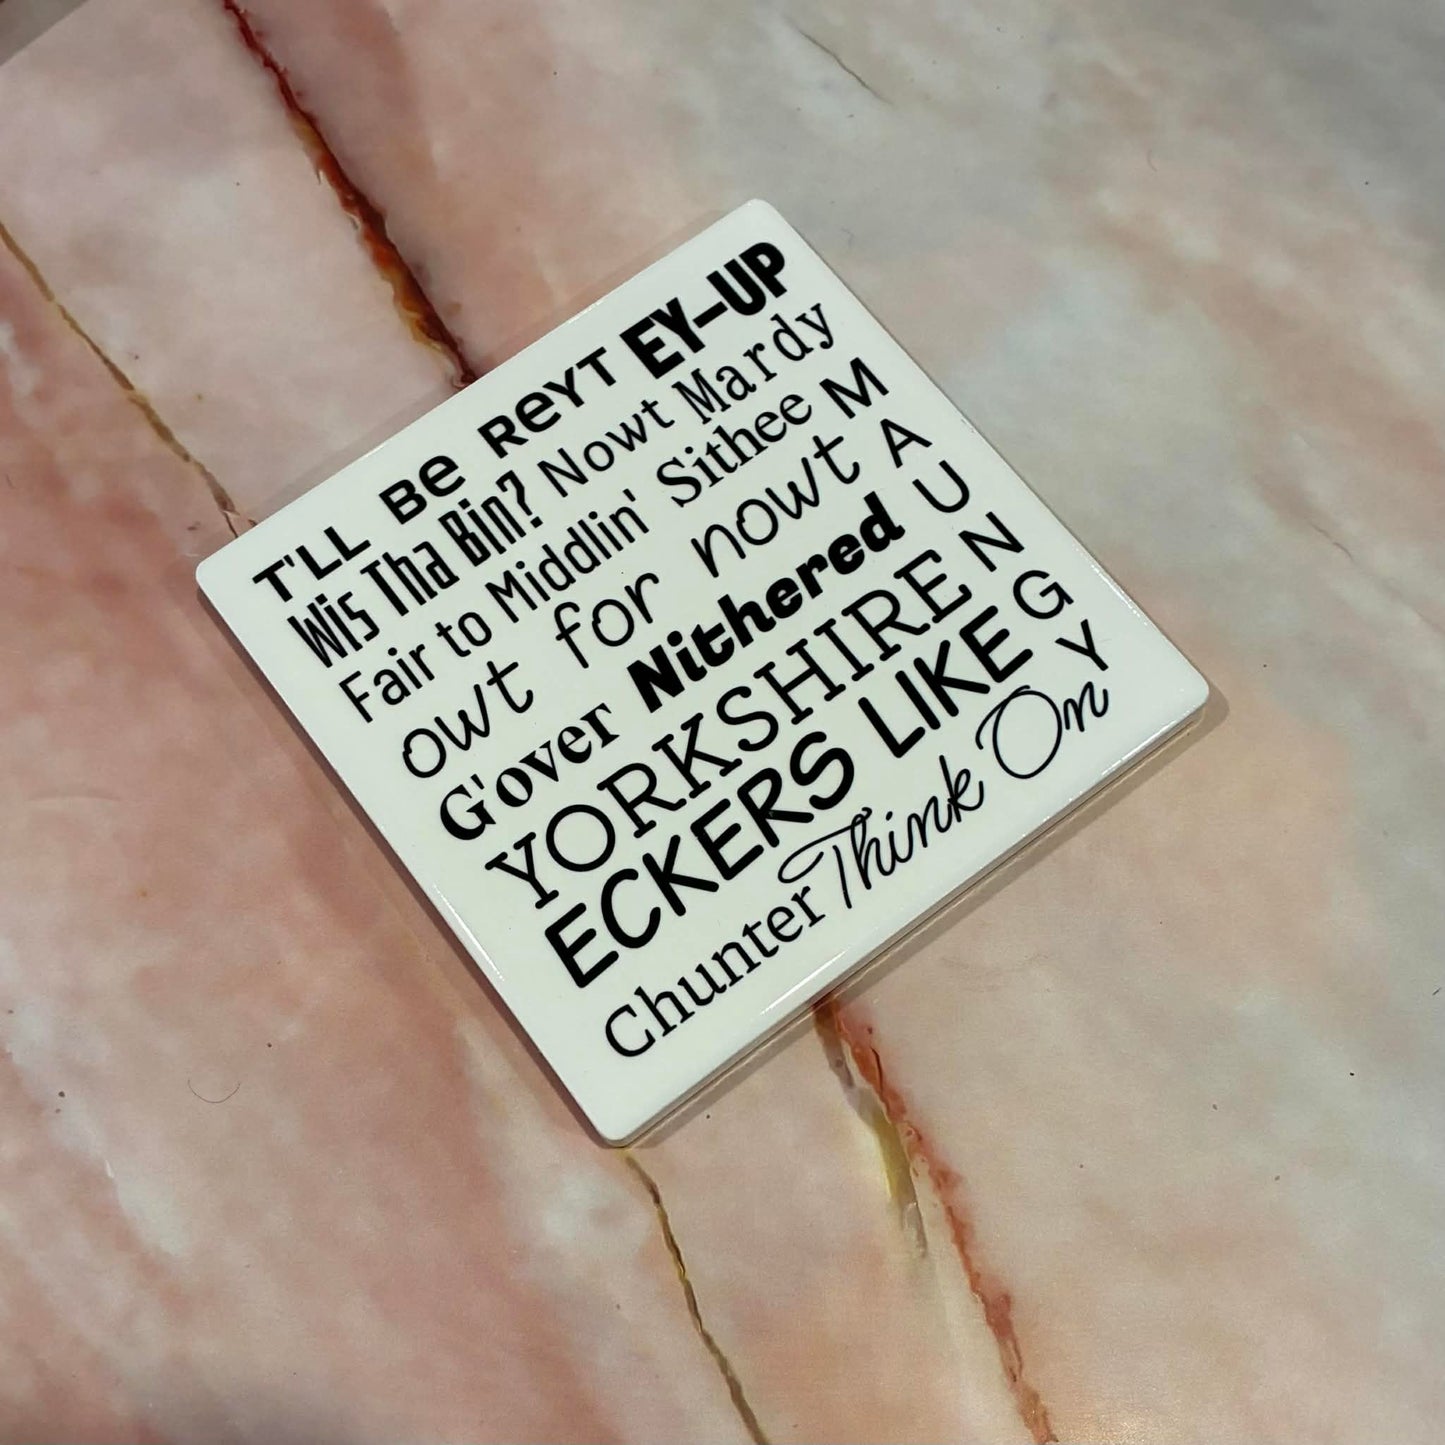 T'LL Be ReYT EY-UP
Wis Tha Bin? Nowt Mardy
Fair to Middlin' Sithee
owt for nowt
G'over Nithered
YORKSHIRE
ECKERS LIKE
Chunter Think On
MAUNGY